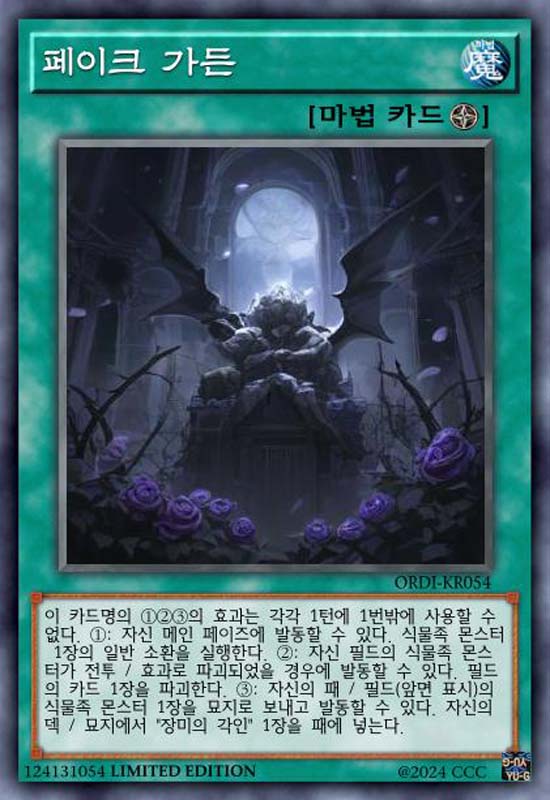 페이크 가든
마법
魔
[마법 카드]
ORDI-KR054
이 카드명의 ①②③의 효과는 각각 1턴에 1번밖에 사용할 수
없다. ①: 자신 메인 페이즈에 발동할 수 있다. 식물족 몬스터
1장의 일반 소환을 실행한다. ②: 자신 필드의 식물족 몬스
터가 전투 / 효과로 파괴되었을 경우에 발동할 수 있다. 필드
의 카드 1장을 파괴한다. ③: 자신의 패 / 필드(앞면 표시)의
식물족 몬스터 1장을 묘지로 보내고 발동할 수 있다. 자신의
덱 / 묘지에서 "장미의 각인" 1장을 패에 넣는다.
124131054 LIMITED EDITION
@2024 CCC
YU-G